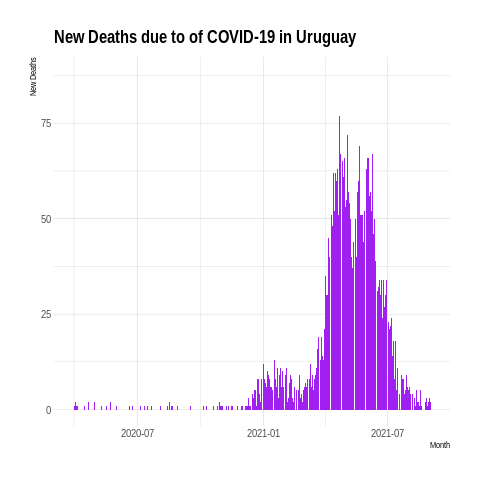 New Deaths due to of COVID-19 in Uruguay
New Deaths
75
50
25
0
2020-07
2021-01
2021-07
Month